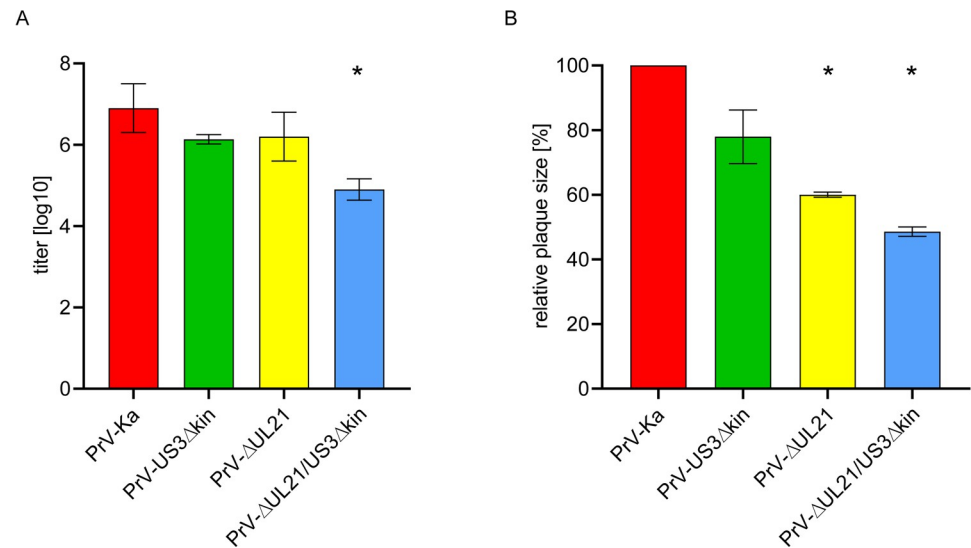 A
8
6
4
2
0
titer [log10]
*
PrV-Ka
PrV-US3Δkin
PrV-ΔUL21
PrV-ΔUL21/US3Δkin
B
100
80
60
40
20
0
relative plaque size [%]
*
*
PrV-Ka
PrV-US3Δkin
PrV-ΔUL21
PrV-ΔUL21/US3Δkin